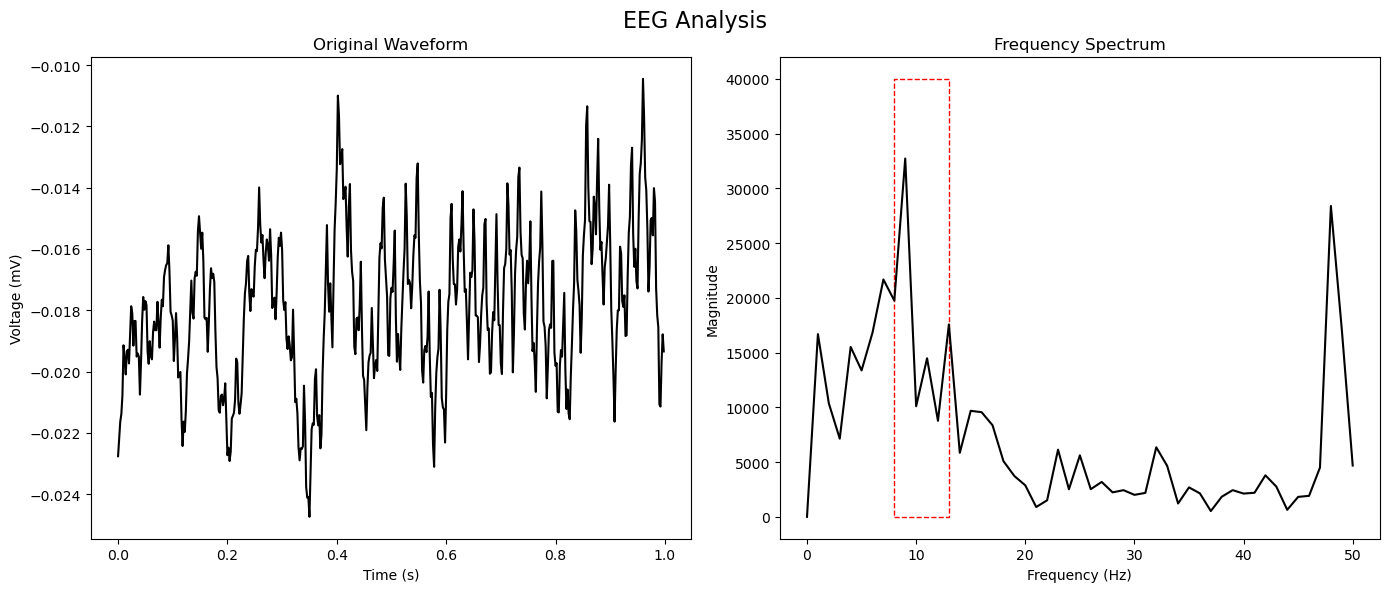 EEG Analysis
Original Waveform
−0.010
−0.012
−0.014
−0.016
−0.018
−0.020
−0.022
−0.024
Voltage (mV)
0.0 0.2 0.4 0.6 0.8 1.0
Time (s)
Frequency Spectrum
40000
35000
30000
25000
20000
15000
10000
5000
0
Magnitude
0 10 20 30 40 50
Frequency (Hz)